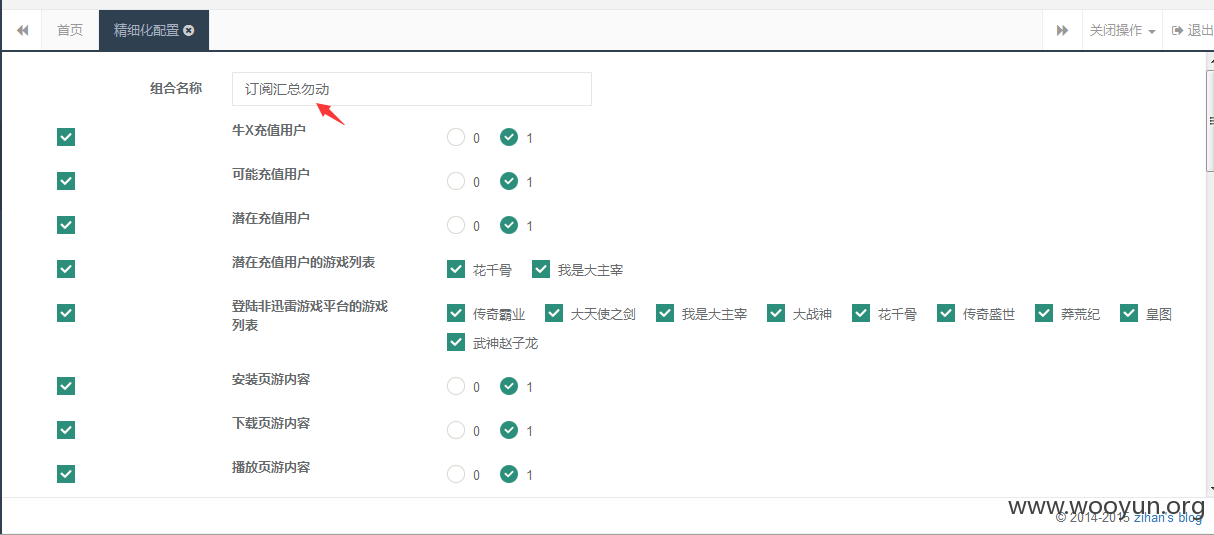 首页 精细化配置 关闭操作 退出
组合名称 订阅汇总勿动
牛X充值用户 0 1
可能充值用户 0 1
潜在充值用户 0 1
潜在充值用户的游戏列表 花千骨 我是大主宰
登陆非迅雷游戏平台的游戏 传奇霸业 大天使之剑 我是大主宰 大战神 花千骨 传奇盛世 莽荒纪 皇图
列表 武神赵子龙
安装页游内容 0 1
下载页游内容 0 1
播放页游内容 0 1
www.wooyun.org
© 2014-2015 zihan's blog